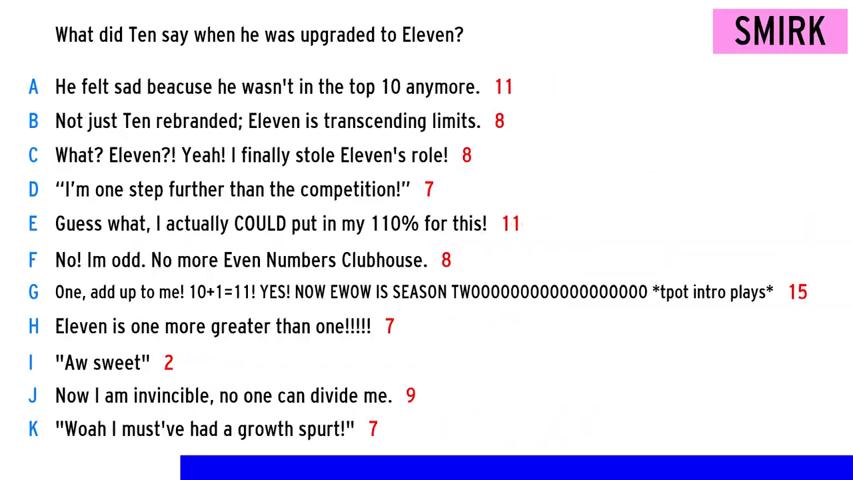 What did Ten say when he was upgraded to Eleven?
SMIRK
A He felt sad beacuse he wasn't in the top 10 anymore. 11
B Not just Ten rebranded; Eleven is transcending limits. 8
C What? Eleven?! Yeah! I finally stole Eleven's role! 8
D “I’m one step further than the competition!” 7
E Guess what, I actually COULD put in my 110% for this! 11
F No! Im odd. No more Even Numbers Clubhouse. 8
G One, add up to me! 10+1=11! YES! NOW EWOW IS SEASON TWOOOOOOOOOOOOOOOOOO *tpot intro plays* 15
H Eleven is one more greater than one!!!!! 7
I "Aw sweet" 2
J Now I am invincible, no one can divide me. 9
K "Woah I must've had a growth spurt!" 7